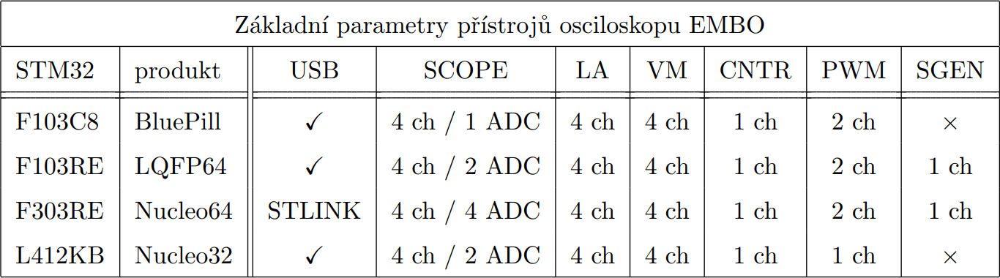 Základní parametry přístrojů osciloskopu EMBO
STM32 produkt USB SCOPE LA VM CNTR PWM SGEN
F103C8 BluePill ✓ 4 ch / 1 ADC 4 ch 4 ch 1 ch 2 ch ×
F103RE LQFP64 ✓ 4 ch / 2 ADC 4 ch 4 ch 1 ch 2 ch 1 ch
F303RE Nucleo64 STLINK 4 ch / 4 ADC 4 ch 4 ch 1 ch 2 ch 1 ch
L412KB Nucleo32 ✓ 4 ch / 2 ADC 4 ch 4 ch 1 ch 1 ch ×